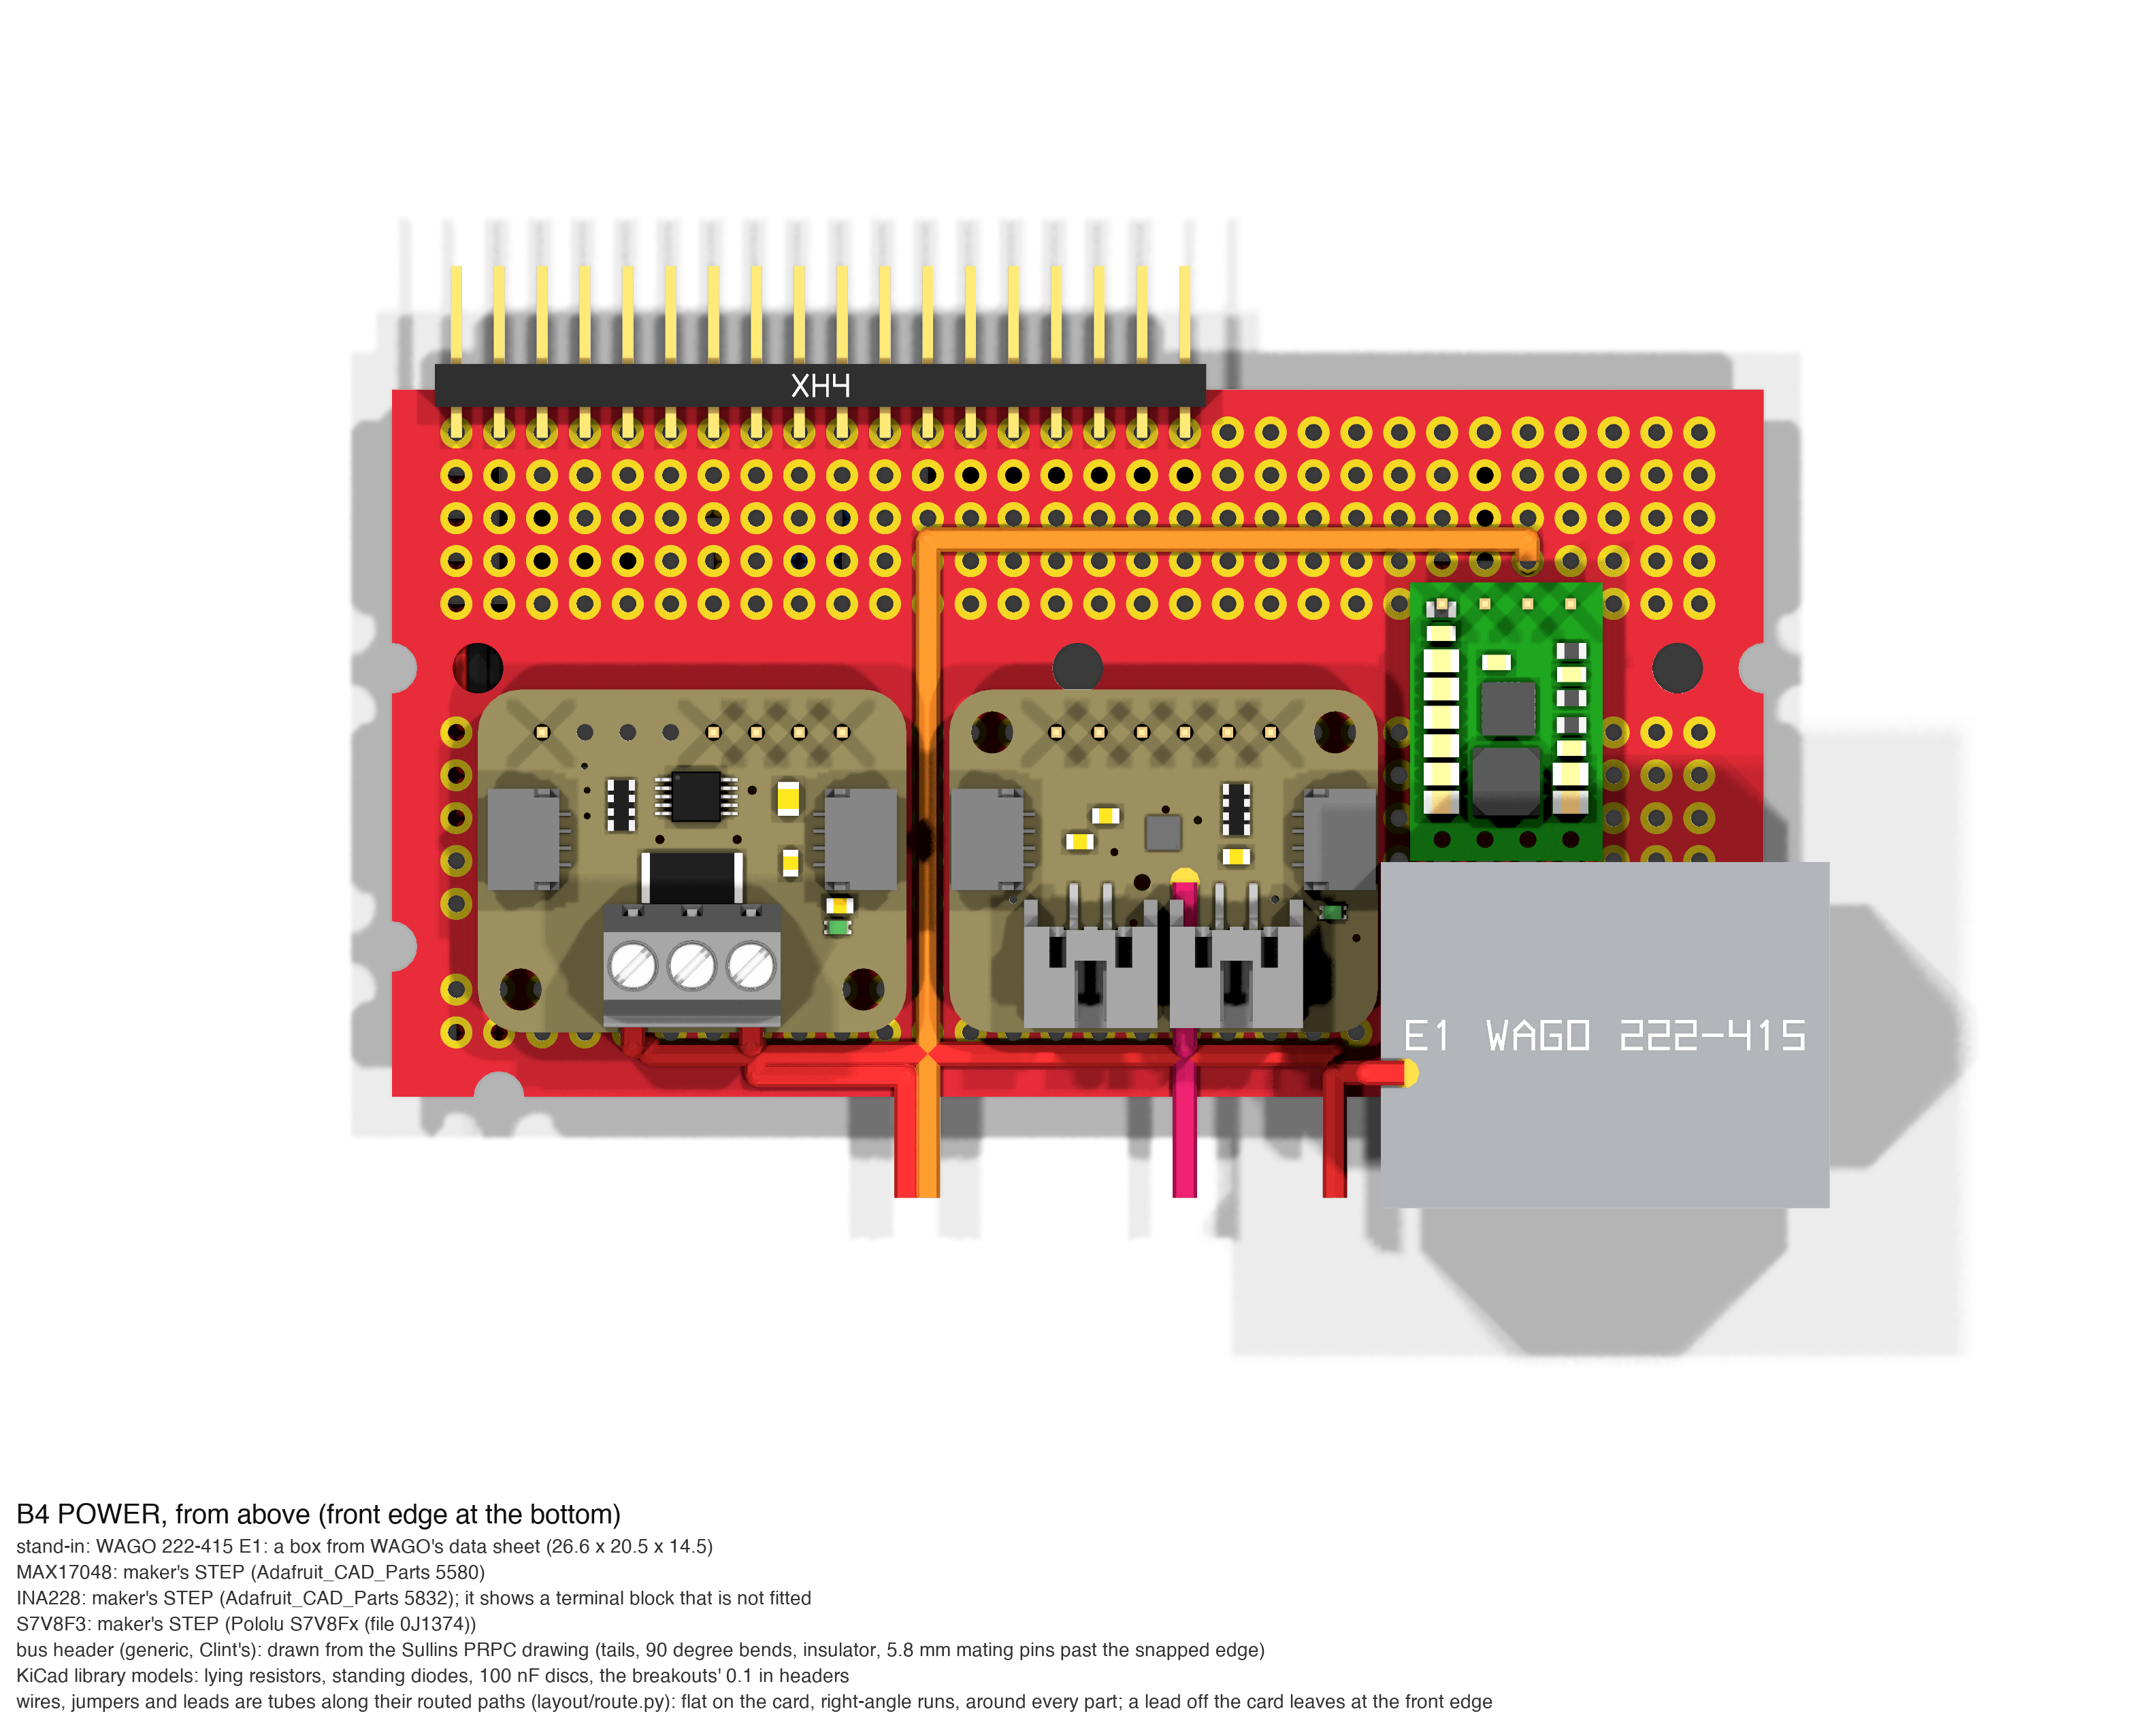 XH4
E1 WAGO 222-415
B4 POWER, from above (front edge at the bottom)
stand-in: WAGO 222-415 E1: a box from WAGO's data sheet (26.6 x 20.5 x 14.5)
MAX17048: maker's STEP (Adafruit_CAD_Parts 5580)
INA228: maker's STEP (Adafruit_CAD_Parts 5832); it shows a terminal block that is not fitted
S7V8F3: maker's STEP (Pololu S7V8Fx (file 0J1374))
bus header (generic, Clint's): drawn from the Sullins PRPC drawing (tails, 90 degree bends, insulator, 5.8 mm mating pins past the snapped edge)
KiCad library models: lying resistors, standing diodes, 100 nF discs, the breakouts' 0.1 in headers
wires, jumpers and leads are tubes along their routed paths (layout/route.py): flat on the card, right-angle runs, around every part; a lead off the card leaves at the front edge